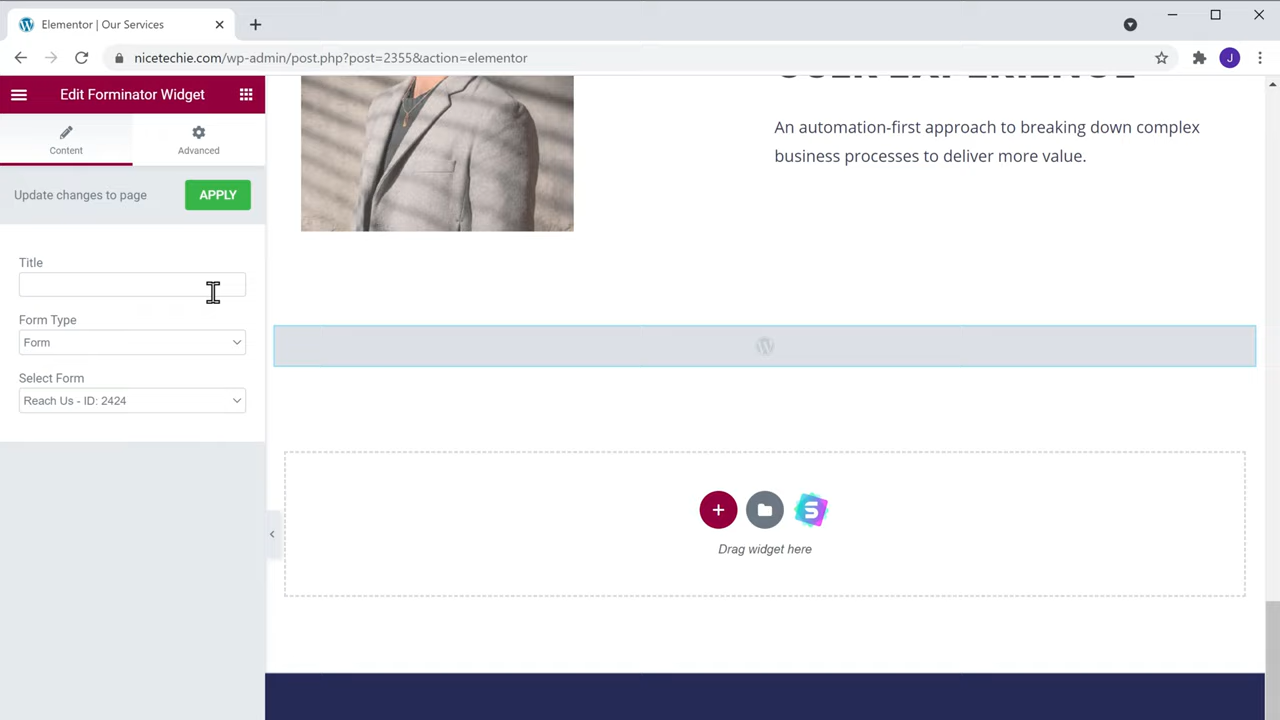 Elementor | Our Services
nicetechie.com/wp-admin/post.php?post=2355&action=elementor
J
Edit Forminator Widget
Content
Advanced
Update changes to page
APPLY
Title
Form Type
Form
Select Form
Reach Us - ID: 2424
USER EXPERIENCE
An automation-first approach to breaking down complex
business processes to deliver more value.
Drag widget here